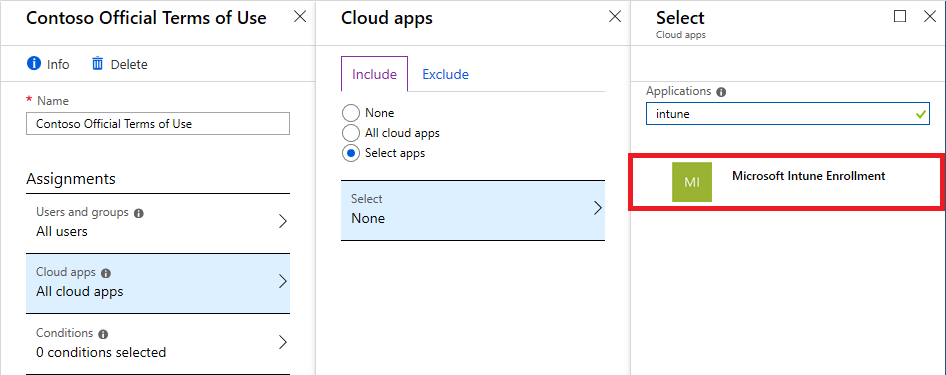 Contoso Official Terms of Use
Info
Delete
* Name
Contoso Official Terms of Use
Assignments
Users and groups
All users
Cloud apps
All cloud apps
Conditions
0 conditions selected
Cloud apps
Include
Exclude
None
All cloud apps
Select apps
Select
None
Select
Cloud apps
Applications
intune
MI
Microsoft Intune Enrollment